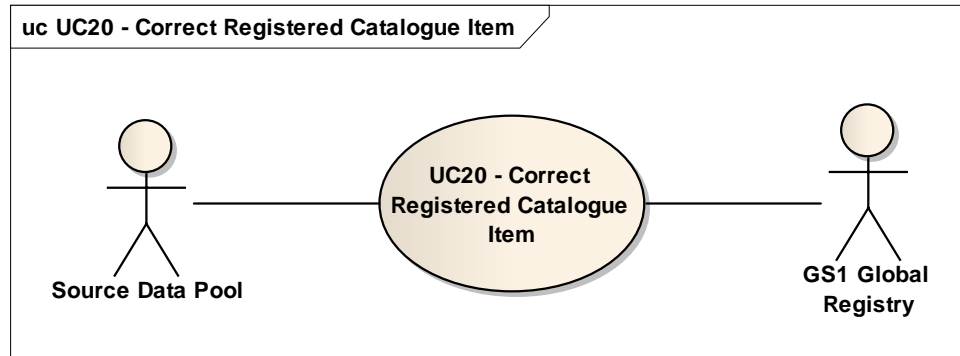 uc UC20 - Correct Registered Catalogue Item
UC20 - Correct
Registered Catalogue
Item
Source Data Pool
GS1 Global
Registry